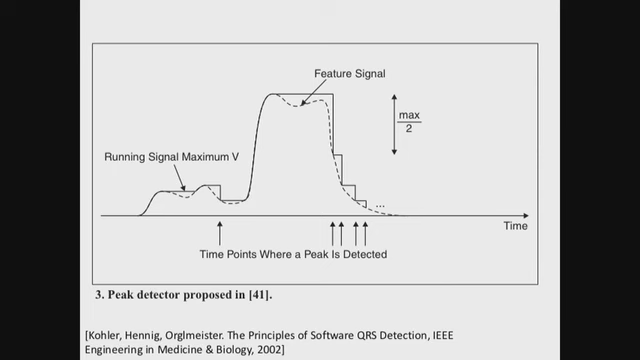 Feature Signal
max
2
Running Signal Maximum V
...
Time
Time Points Where a Peak Is Detected
3. Peak detector proposed in [41].
[Kohler, Hennig, Orglmeister. The Principles of Software QRS Detection, IEEE
Engineering in Medicine & Biology, 2002]